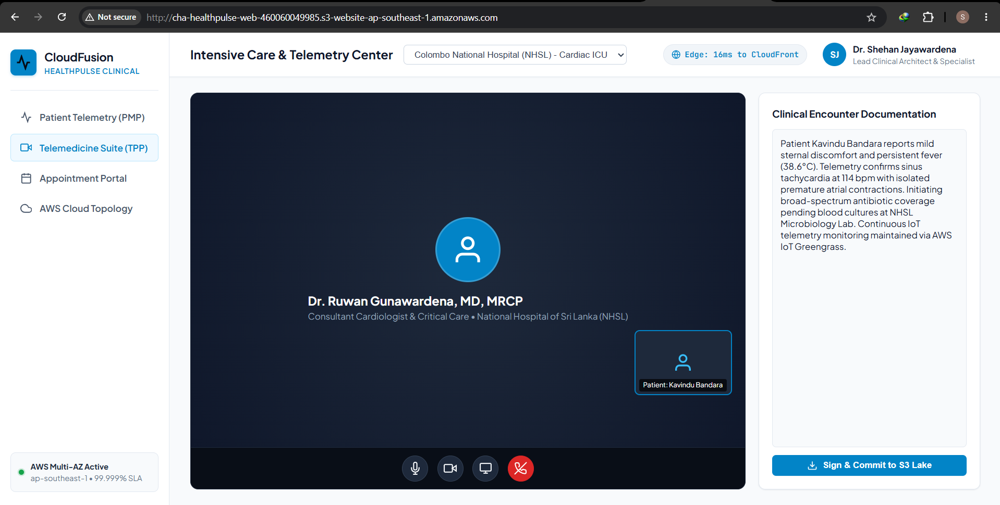 Not secure
http://cha-healthpulse-web-460060049985.s3-website-ap-southeast-1.amazonaws.com
S
CloudFusion
HEALTHPULSE CLINICAL
Patient Telemetry (PMP)
Telemedicine Suite (TPP)
Appointment Portal
AWS Cloud Topology
AWS Multi-AZ Active
ap-southeast-1 • 99.999% SLA
Intensive Care & Telemetry Center
Colombo National Hospital (NHSL) - Cardiac ICU
Edge: 16ms to CloudFront
SJ
Dr. Shehan Jayawardena
Lead Clinical Architect & Specialist
Dr. Ruwan Gunawardena, MD, MRCP
Consultant Cardiologist & Critical Care • National Hospital of Sri Lanka (NHSL)
Patient: Kavindu Bandara
Clinical Encounter Documentation
Patient Kavindu Bandara reports mild
sternal discomfort and persistent fever
(38.6°C). Telemetry confirms sinus
tachycardia at 114 bpm with isolated
premature atrial contractions. Initiating
broad-spectrum antibiotic coverage
pending blood cultures at NHSL
Microbiology Lab. Continuous IoT
telemetry monitoring maintained via AWS
IoT Greengrass.
Sign & Commit to S3 Lake